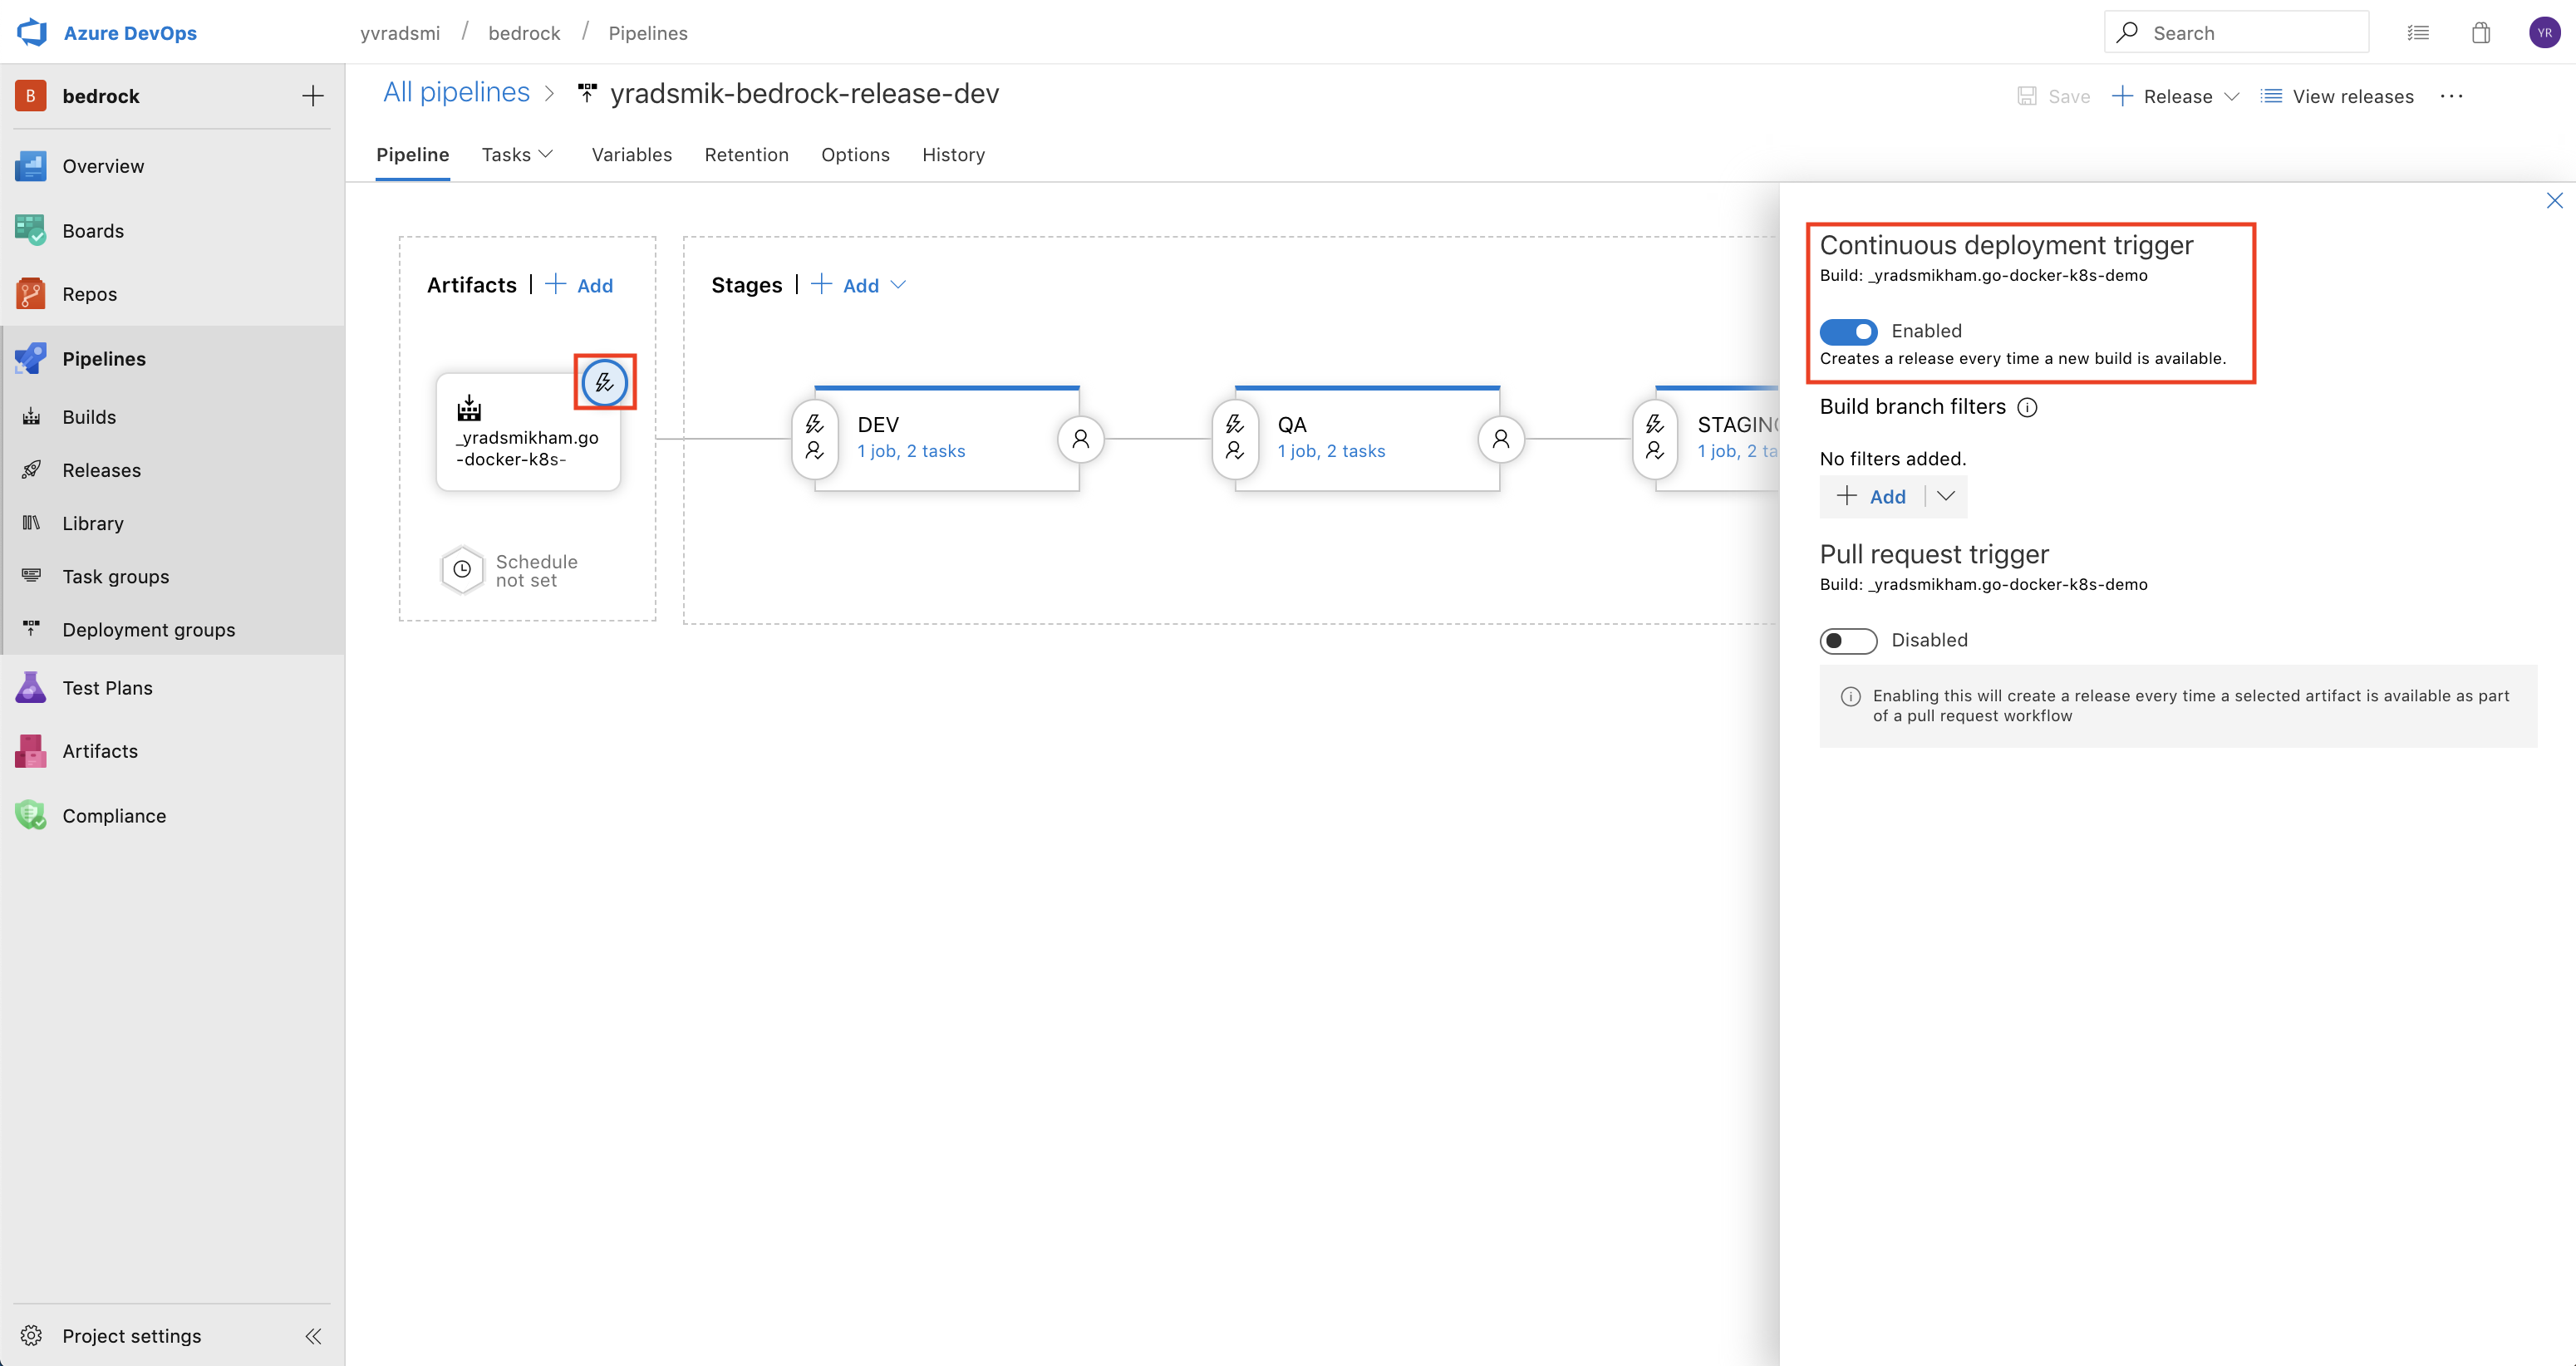 Azure DevOps
yvradsmi / bedrock / Pipelines
Search
YR
B
bedrock
Overview
Boards
Repos
Pipelines
Builds
Releases
Library
Task groups
Deployment groups
Test Plans
Artifacts
Compliance
Project settings
All pipelines > yradsmik-bedrock-release-dev
Save
Release
View releases
Pipeline
Tasks
Variables
Retention
Options
History
Artifacts | + Add
_yradsmikham.go
-docker-k8s-
Schedule
not set
Stages | + Add
DEV
1 job, 2 tasks
QA
1 job, 2 tasks
STAGING
1 job, 2 ta
Continuous deployment trigger
Build: _yradsmikham.go-docker-k8s-demo
Enabled
Creates a release every time a new build is available.
Build branch filters
No filters added.
+ Add
Pull request trigger
Build: _yradsmikham.go-docker-k8s-demo
Disabled
Enabling this will create a release every time a selected artifact is available as part
of a pull request workflow